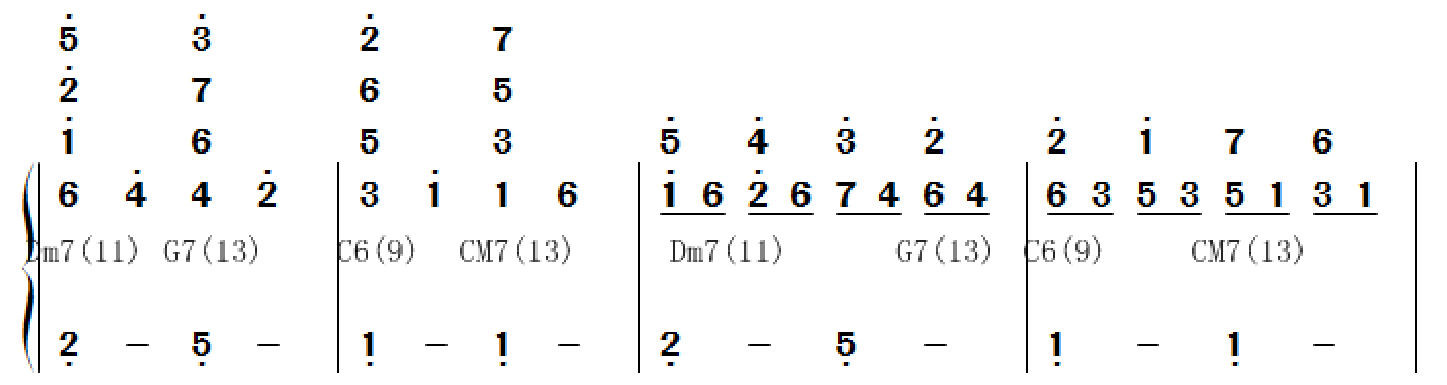 5̇ 3̇ 2̇ 7
2̇ 7 6 5
1̇ 6 5 3 5̇ 4̇ 3̇ 2̇ 2̇ 1̇ 7 6
6 4̇ 4 2̇ 3 1̇ 1 6 1̇ 6 2̇ 6 7 4 6 4 6 3 5 3 5 1 3 1
Dm7(11) G7(13) C6(9) CM7(13) Dm7(11) G7(13) C6(9) CM7(13)
2̣ – 5̣ – 1̣ – 1̣ – 2̣ – 5̣ – 1̣ – 1̣ –